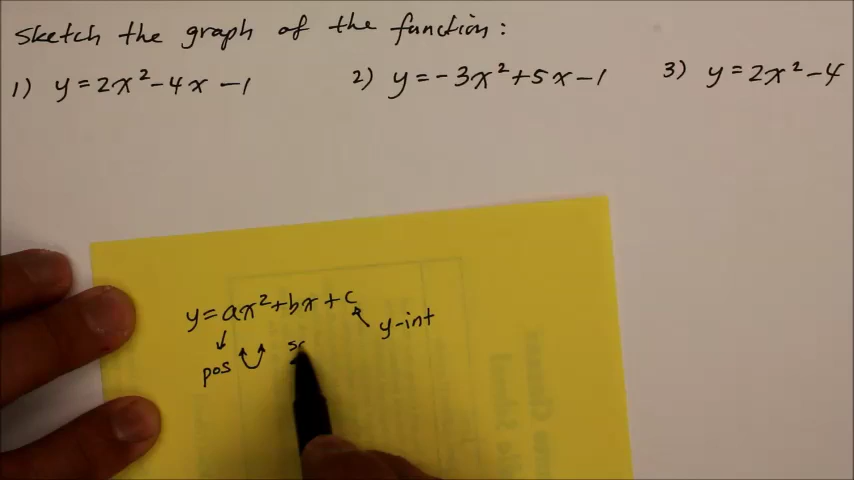 Sketch the graph of the function:
1) y=2x²-4x-1 2) y=-3x²+5x-1 3) y=2x²-4
y=ax²+bx+c
y-int
pos